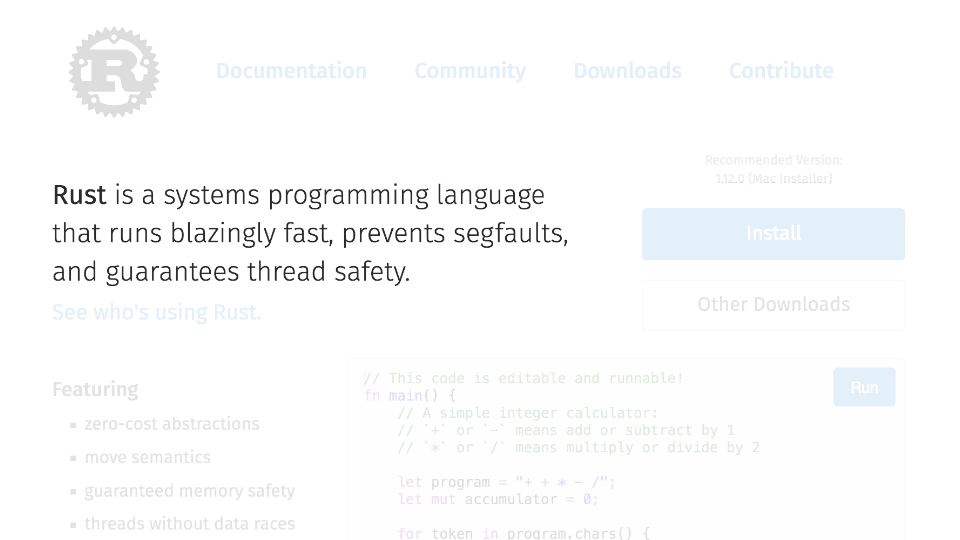 R
Documentation Community Downloads Contribute
Recommended Version:
1.12.0 (Mac Installer)
Rust is a systems programming language
that runs blazingly fast, prevents segfaults,
and guarantees thread safety.
Install
See who's using Rust.
Other Downloads
Featuring
zero-cost abstractions
move semantics
guaranteed memory safety
threads without data races
// This code is editable and runnable!
Run
fn main() {
    // A simple integer calculator:
    // `+` or `-` means add or subtract by 1
    // `*` or `/` means multiply or divide by 2
    let program = "+ + * - /";
    let mut accumulator = 0;
    for token in program.chars() {